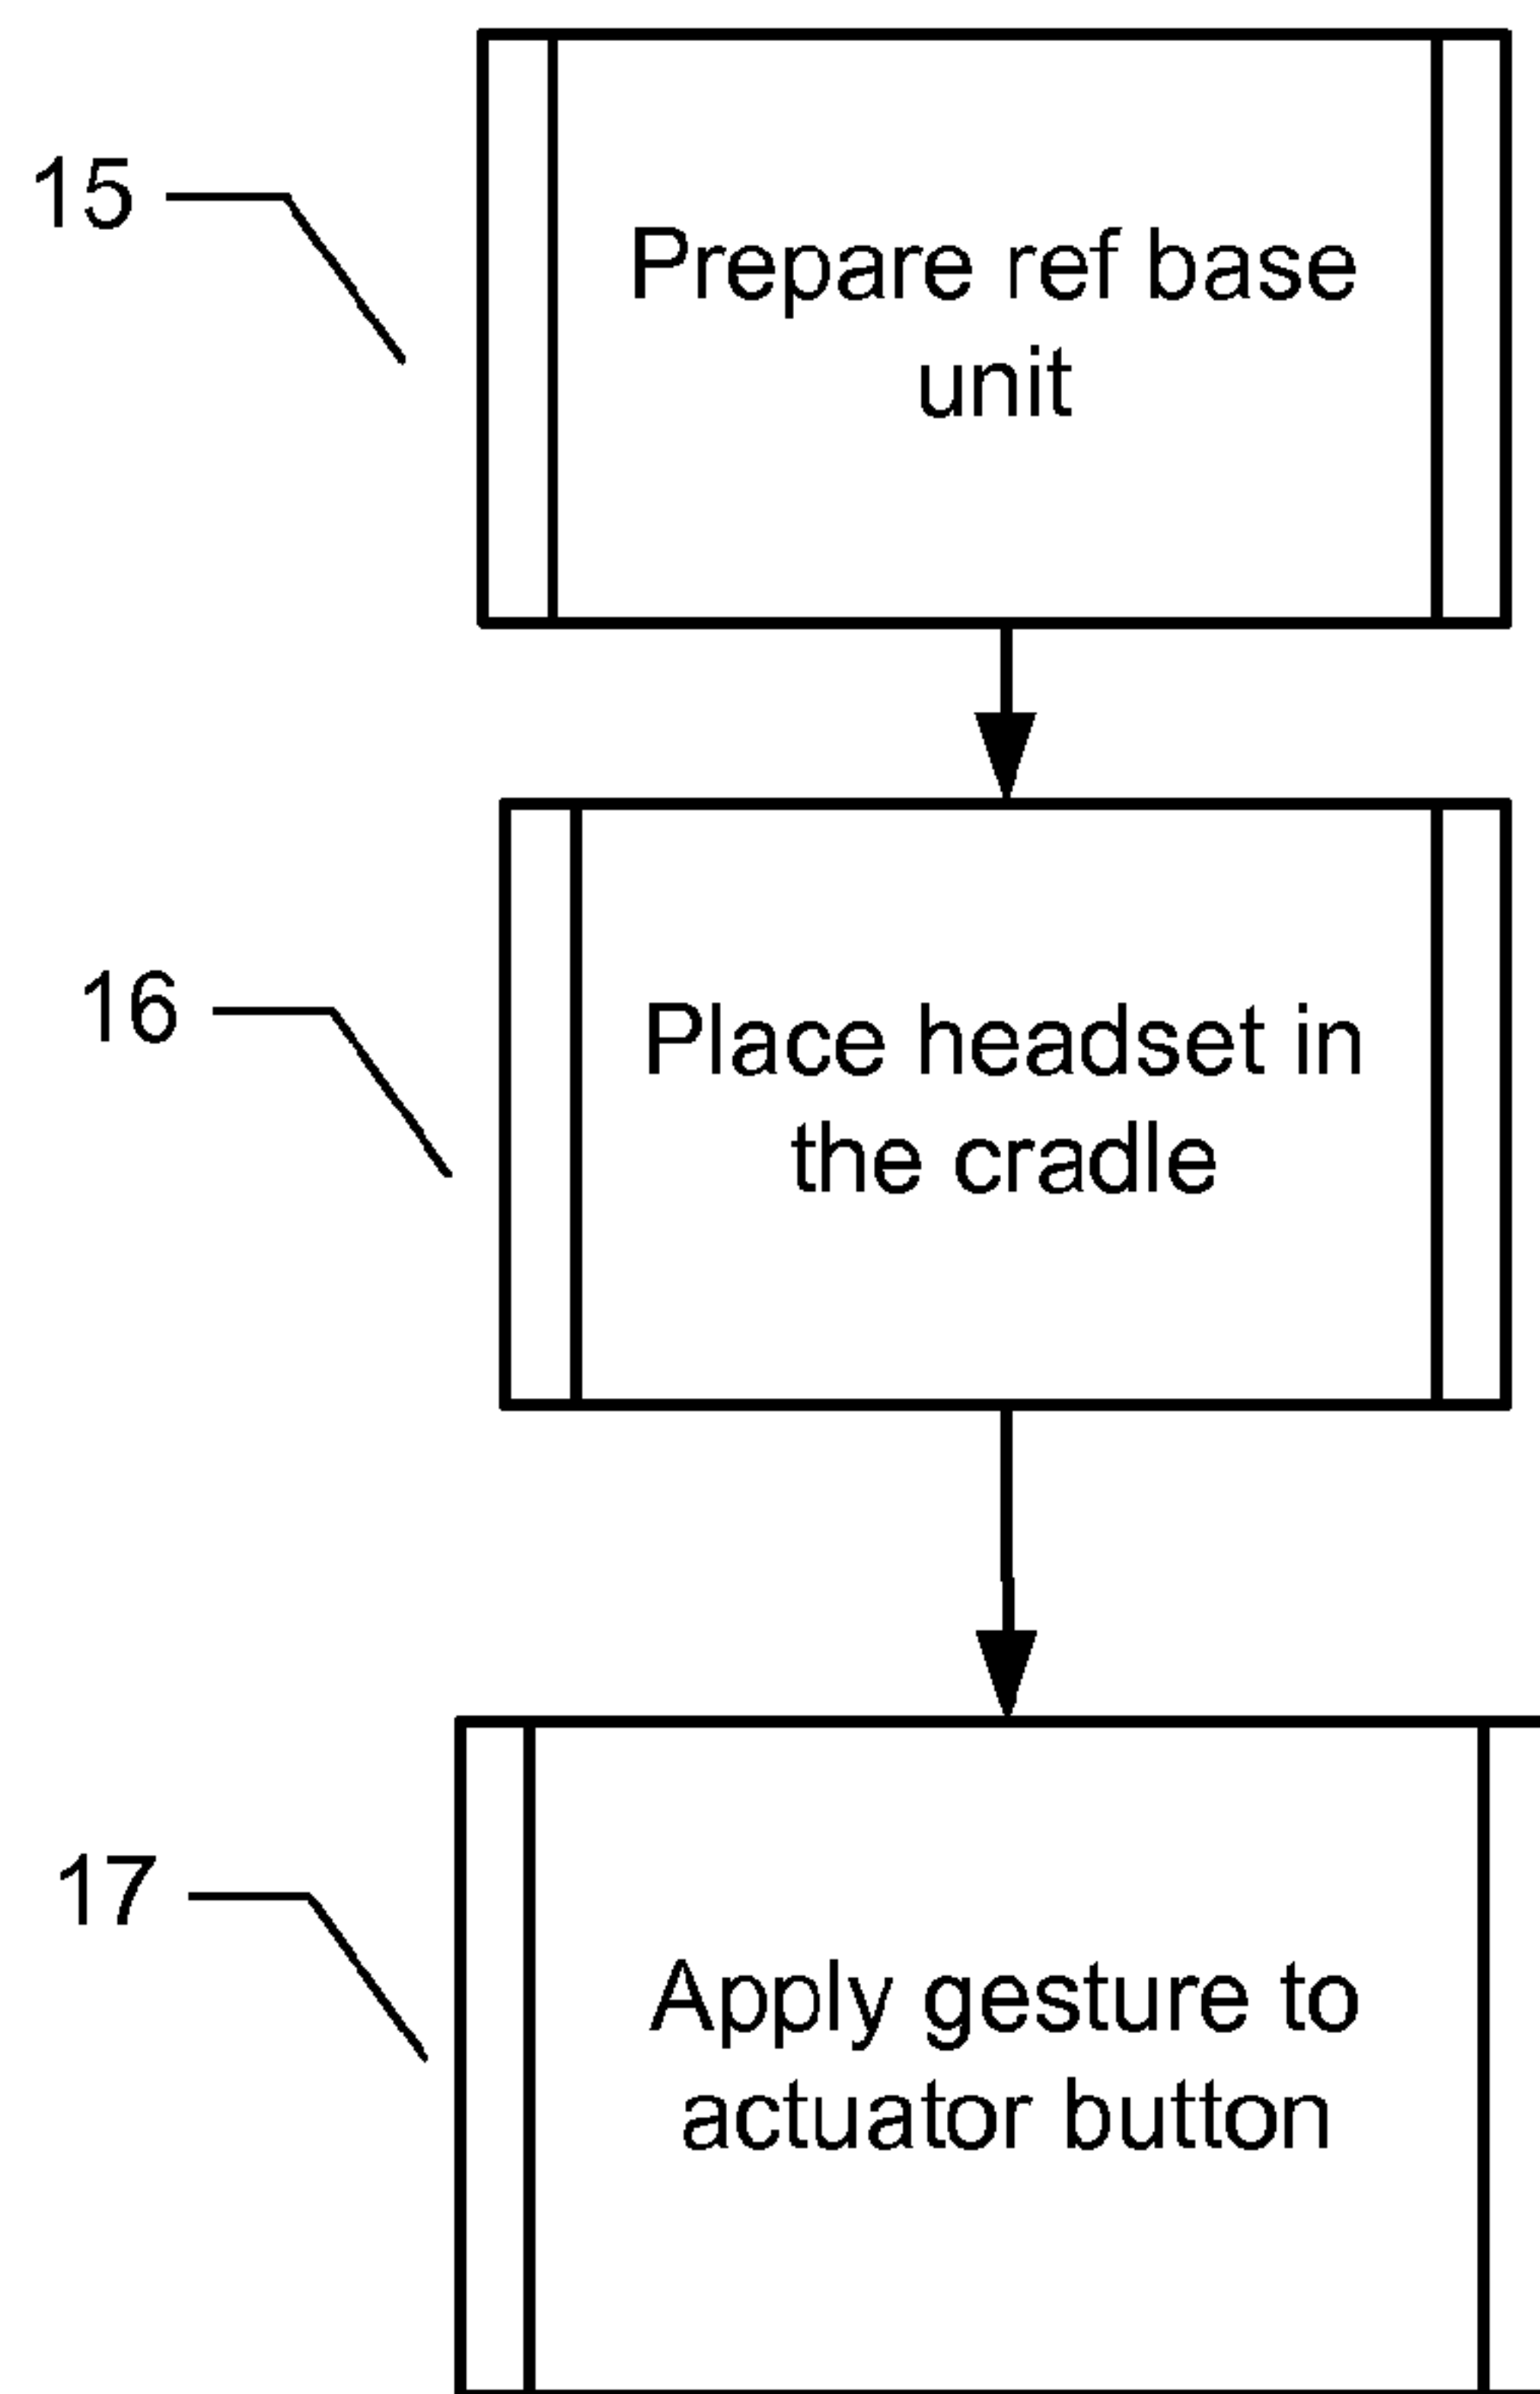 15
Prepare ref base
unit
16
Place headset in
the cradle
17
Apply gesture to
actuator button